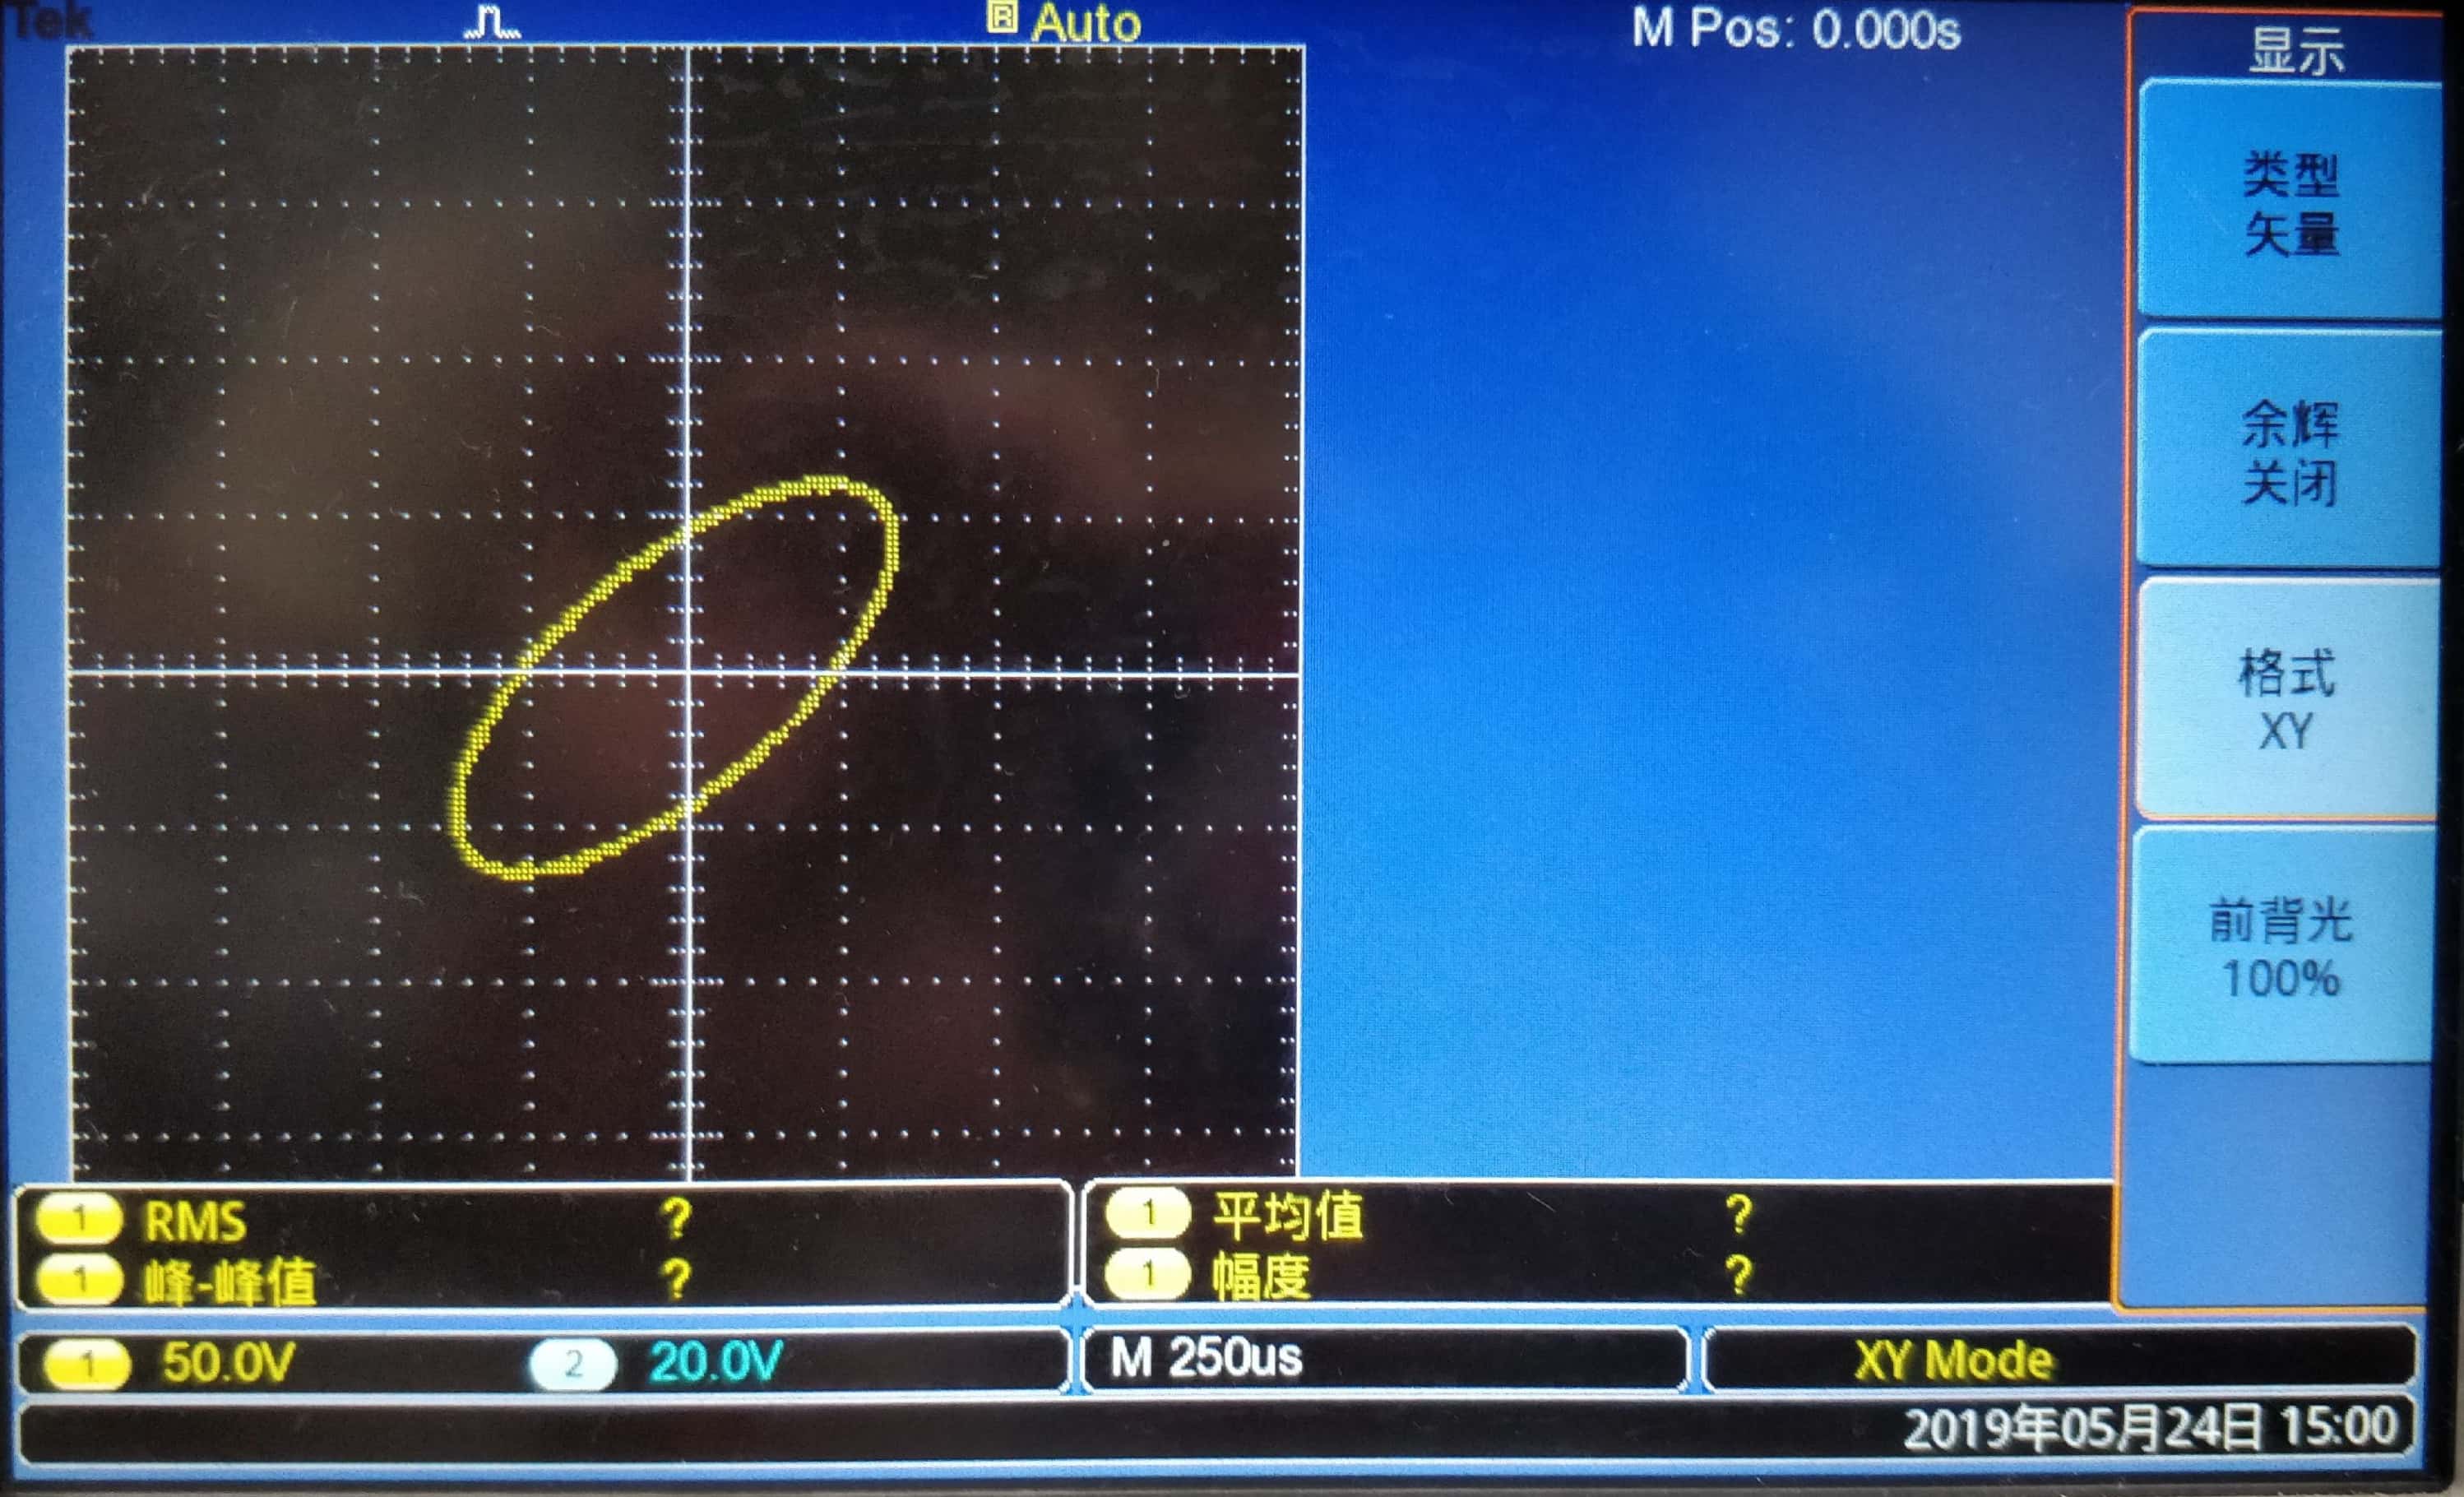 Tek
R Auto
M Pos: 0.000s
显示
类型
矢量
余辉
关闭
格式
XY
前背光
100%
1 RMS ?
1 峰-峰值 ?
1 平均值 ?
1 幅度 ?
1 50.0V 2 20.0V
M 250us
XY Mode
2019年05月24日 15:00